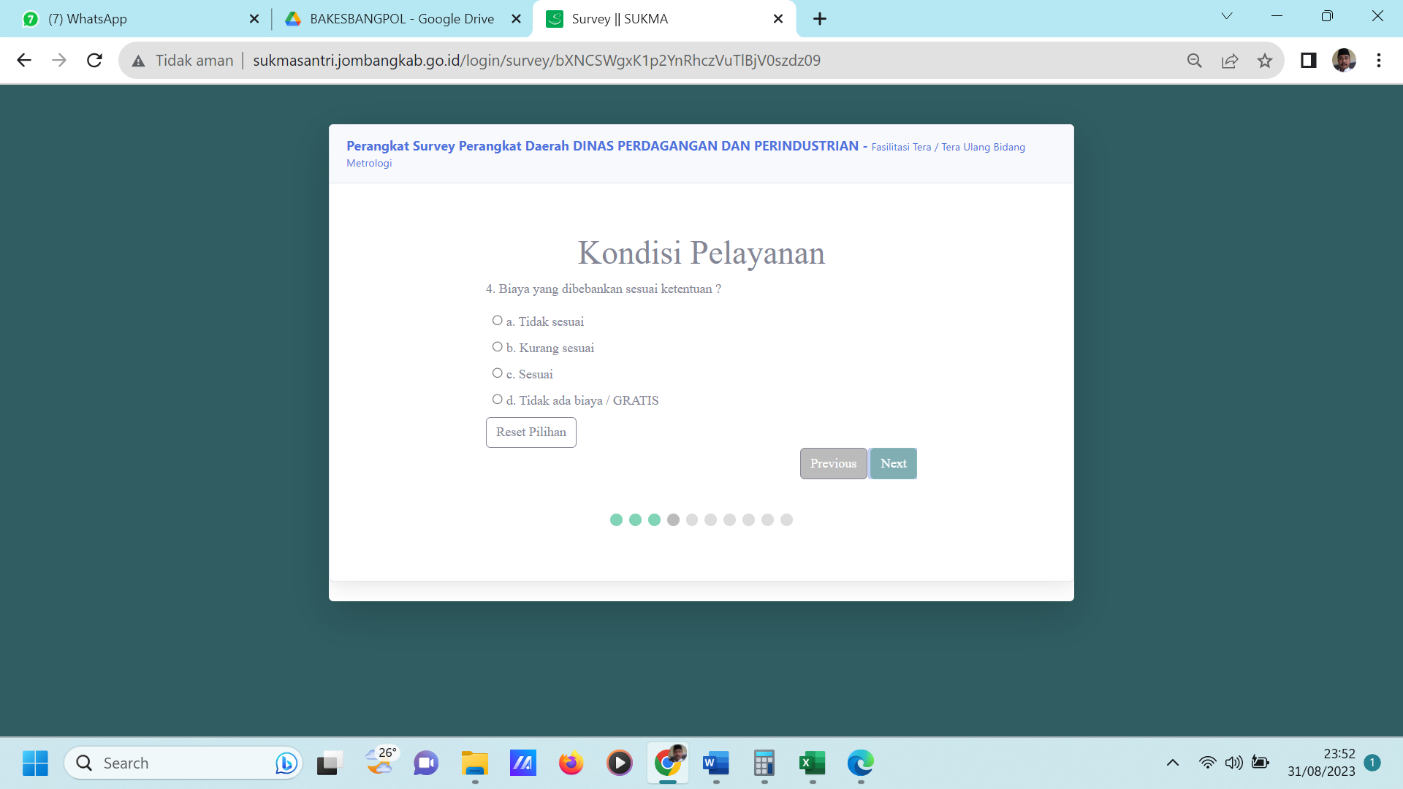 (7) WhatsApp
BAKESBANGPOL - Google Drive
Survey || SUKMA
Tidak aman
sukmasantri.jombangkab.go.id/login/survey/bXNCSWgxK1p2YnRhczVuTlBjV0szdz09
Perangkat Survey Perangkat Daerah DINAS PERDAGANGAN DAN PERINDUSTRIAN - Fasilitasi Tera / Tera Ulang Bidang
Metrologi
Kondisi Pelayanan
4. Biaya yang dibebankan sesuai ketentuan ?
a. Tidak sesuai
b. Kurang sesuai
c. Sesuai
d. Tidak ada biaya / GRATIS
Reset Pilihan
Previous
Next
Search
26°
23:52
31/08/2023
1